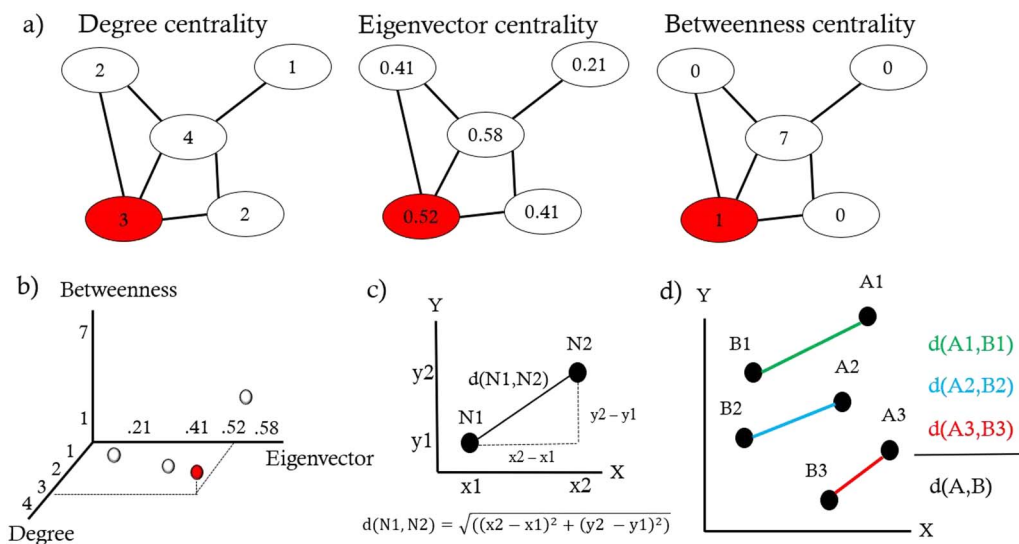 a) Degree centrality Eigenvector centrality Betweenness centrality
2 1 0.41 0.21 0 0
4 0.58 7
3 2 0.52 0.41 1 0
b)
Betweenness
7
1
.21 .41 .52 .58
Eigenvector
1
2
3
4
Degree
c)
Y
N2
y2
d(N1,N2)
y2 – y1
N1
y1
x2 – x1
X
x1 x2
d(N1, N2) = √((x2 − x1)² + (y2 − y1)²)
d)
Y
A1
B1
d(A1,B1)
A2
d(A2,B2)
B2
A3
d(A3,B3)
B3
d(A,B)
X